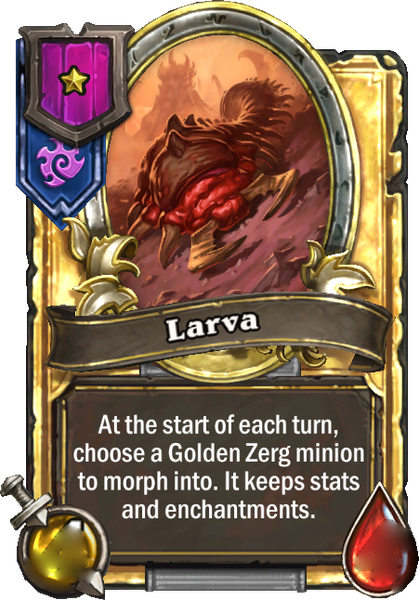 Larva
At the start of each turn,
choose a Golden Zerg minion
to morph into. It keeps stats
and enchantments.